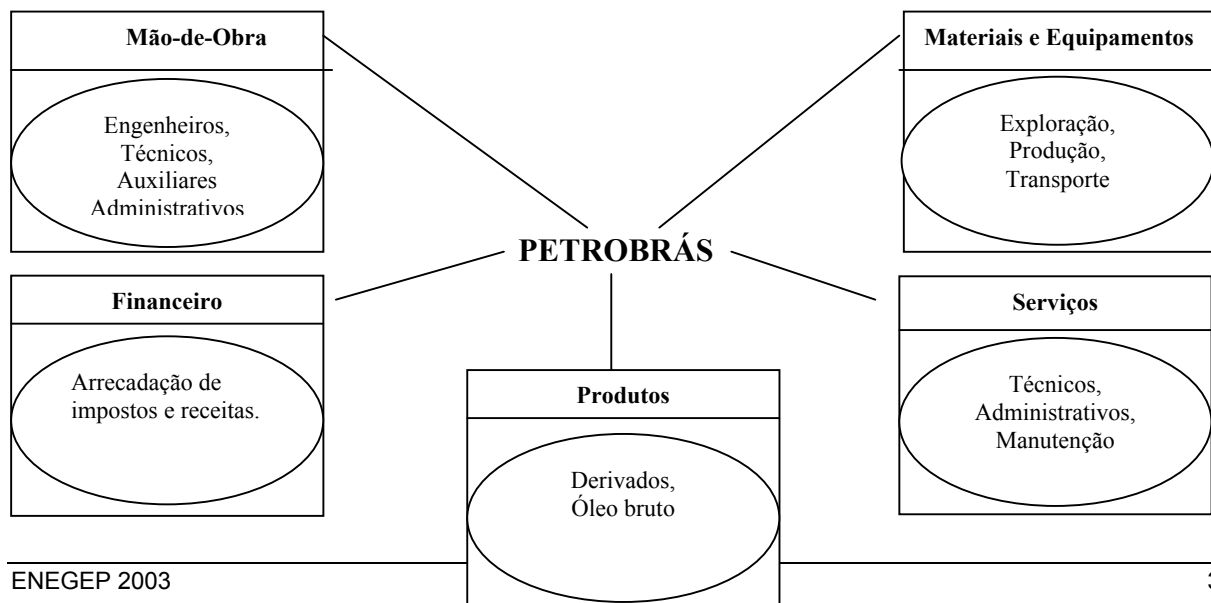 Mão-de-Obra
Engenheiros,
Técnicos,
Auxiliares
Administrativos
Materiais e Equipamentos
Exploração,
Produção,
Transporte
PETROBRÁS
Financeiro
Arrecadação de
impostos e receitas.
Serviços
Técnicos,
Administrativos,
Manutenção
Produtos
Derivados,
Óleo bruto
ENEGEP 2003